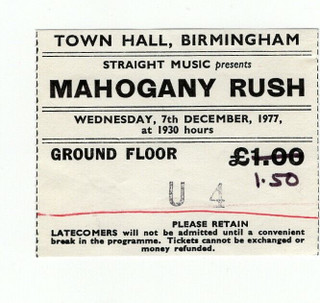 TOWN HALL, BIRMINGHAM
STRAIGHT MUSIC presents
MAHOGANY RUSH
WEDNESDAY, 7th DECEMBER, 1977,
at 1930 hours
GROUND FLOOR £1.00
1.50
U 4
PLEASE RETAIN
LATECOMERS will not be admitted until a convenient
break in the programme. Tickets cannot be exchanged or
money refunded.